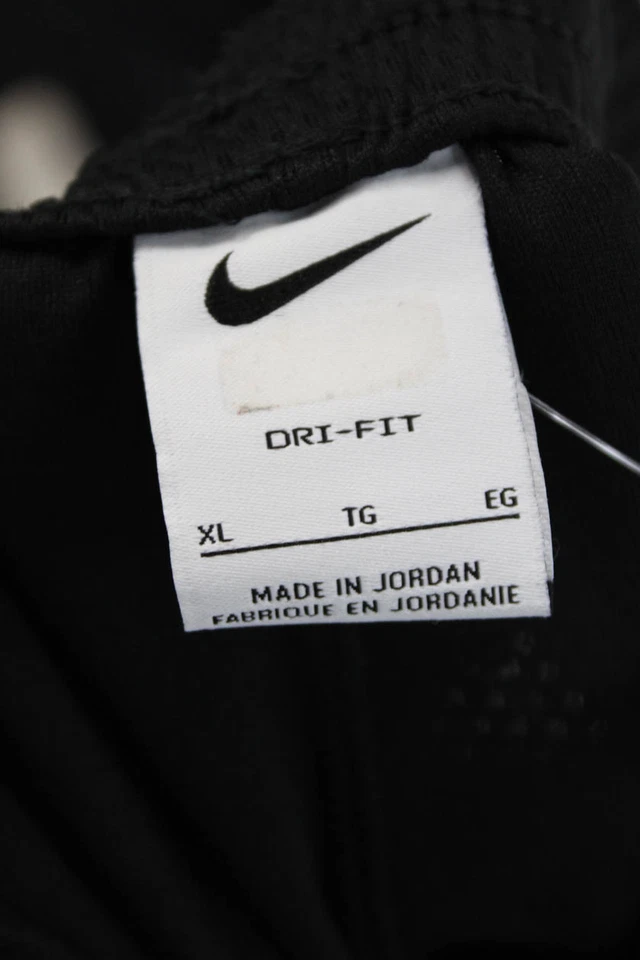 DRI-FIT
XL TG EG
MADE IN JORDAN
FABRIQUE EN JORDANIE